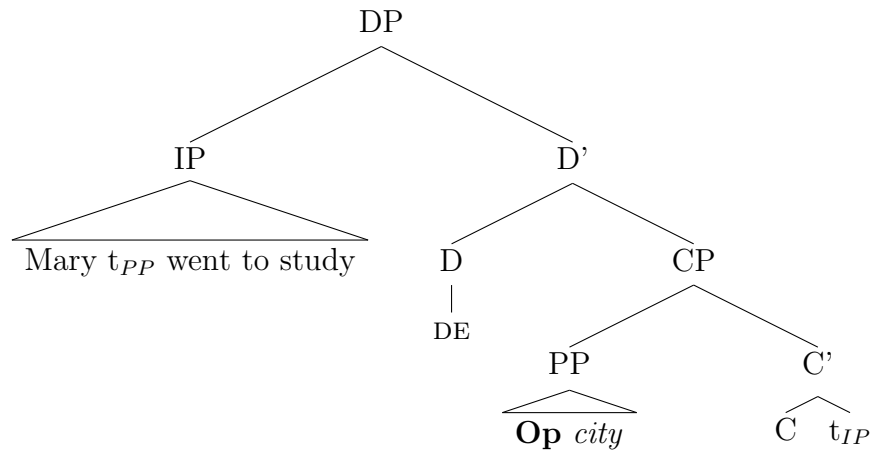 DP
IP D’
Mary t_PP went to study D CP
DE
PP C’
Op city C t_IP